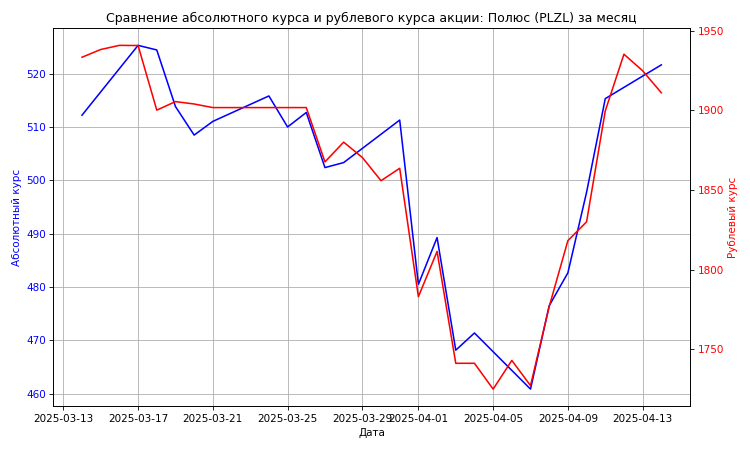 Сравнение абсолютного курса и рублевого курса акции: Полюс (PLZL) за месяц
520
510
500
490
480
470
460
Абсолютный курс
1950
1900
1850
1800
1750
Рублевый курс
2025-03-13 2025-03-17 2025-03-21 2025-03-25 2025-03-29 2025-04-01 2025-04-05 2025-04-09 2025-04-13
Дата